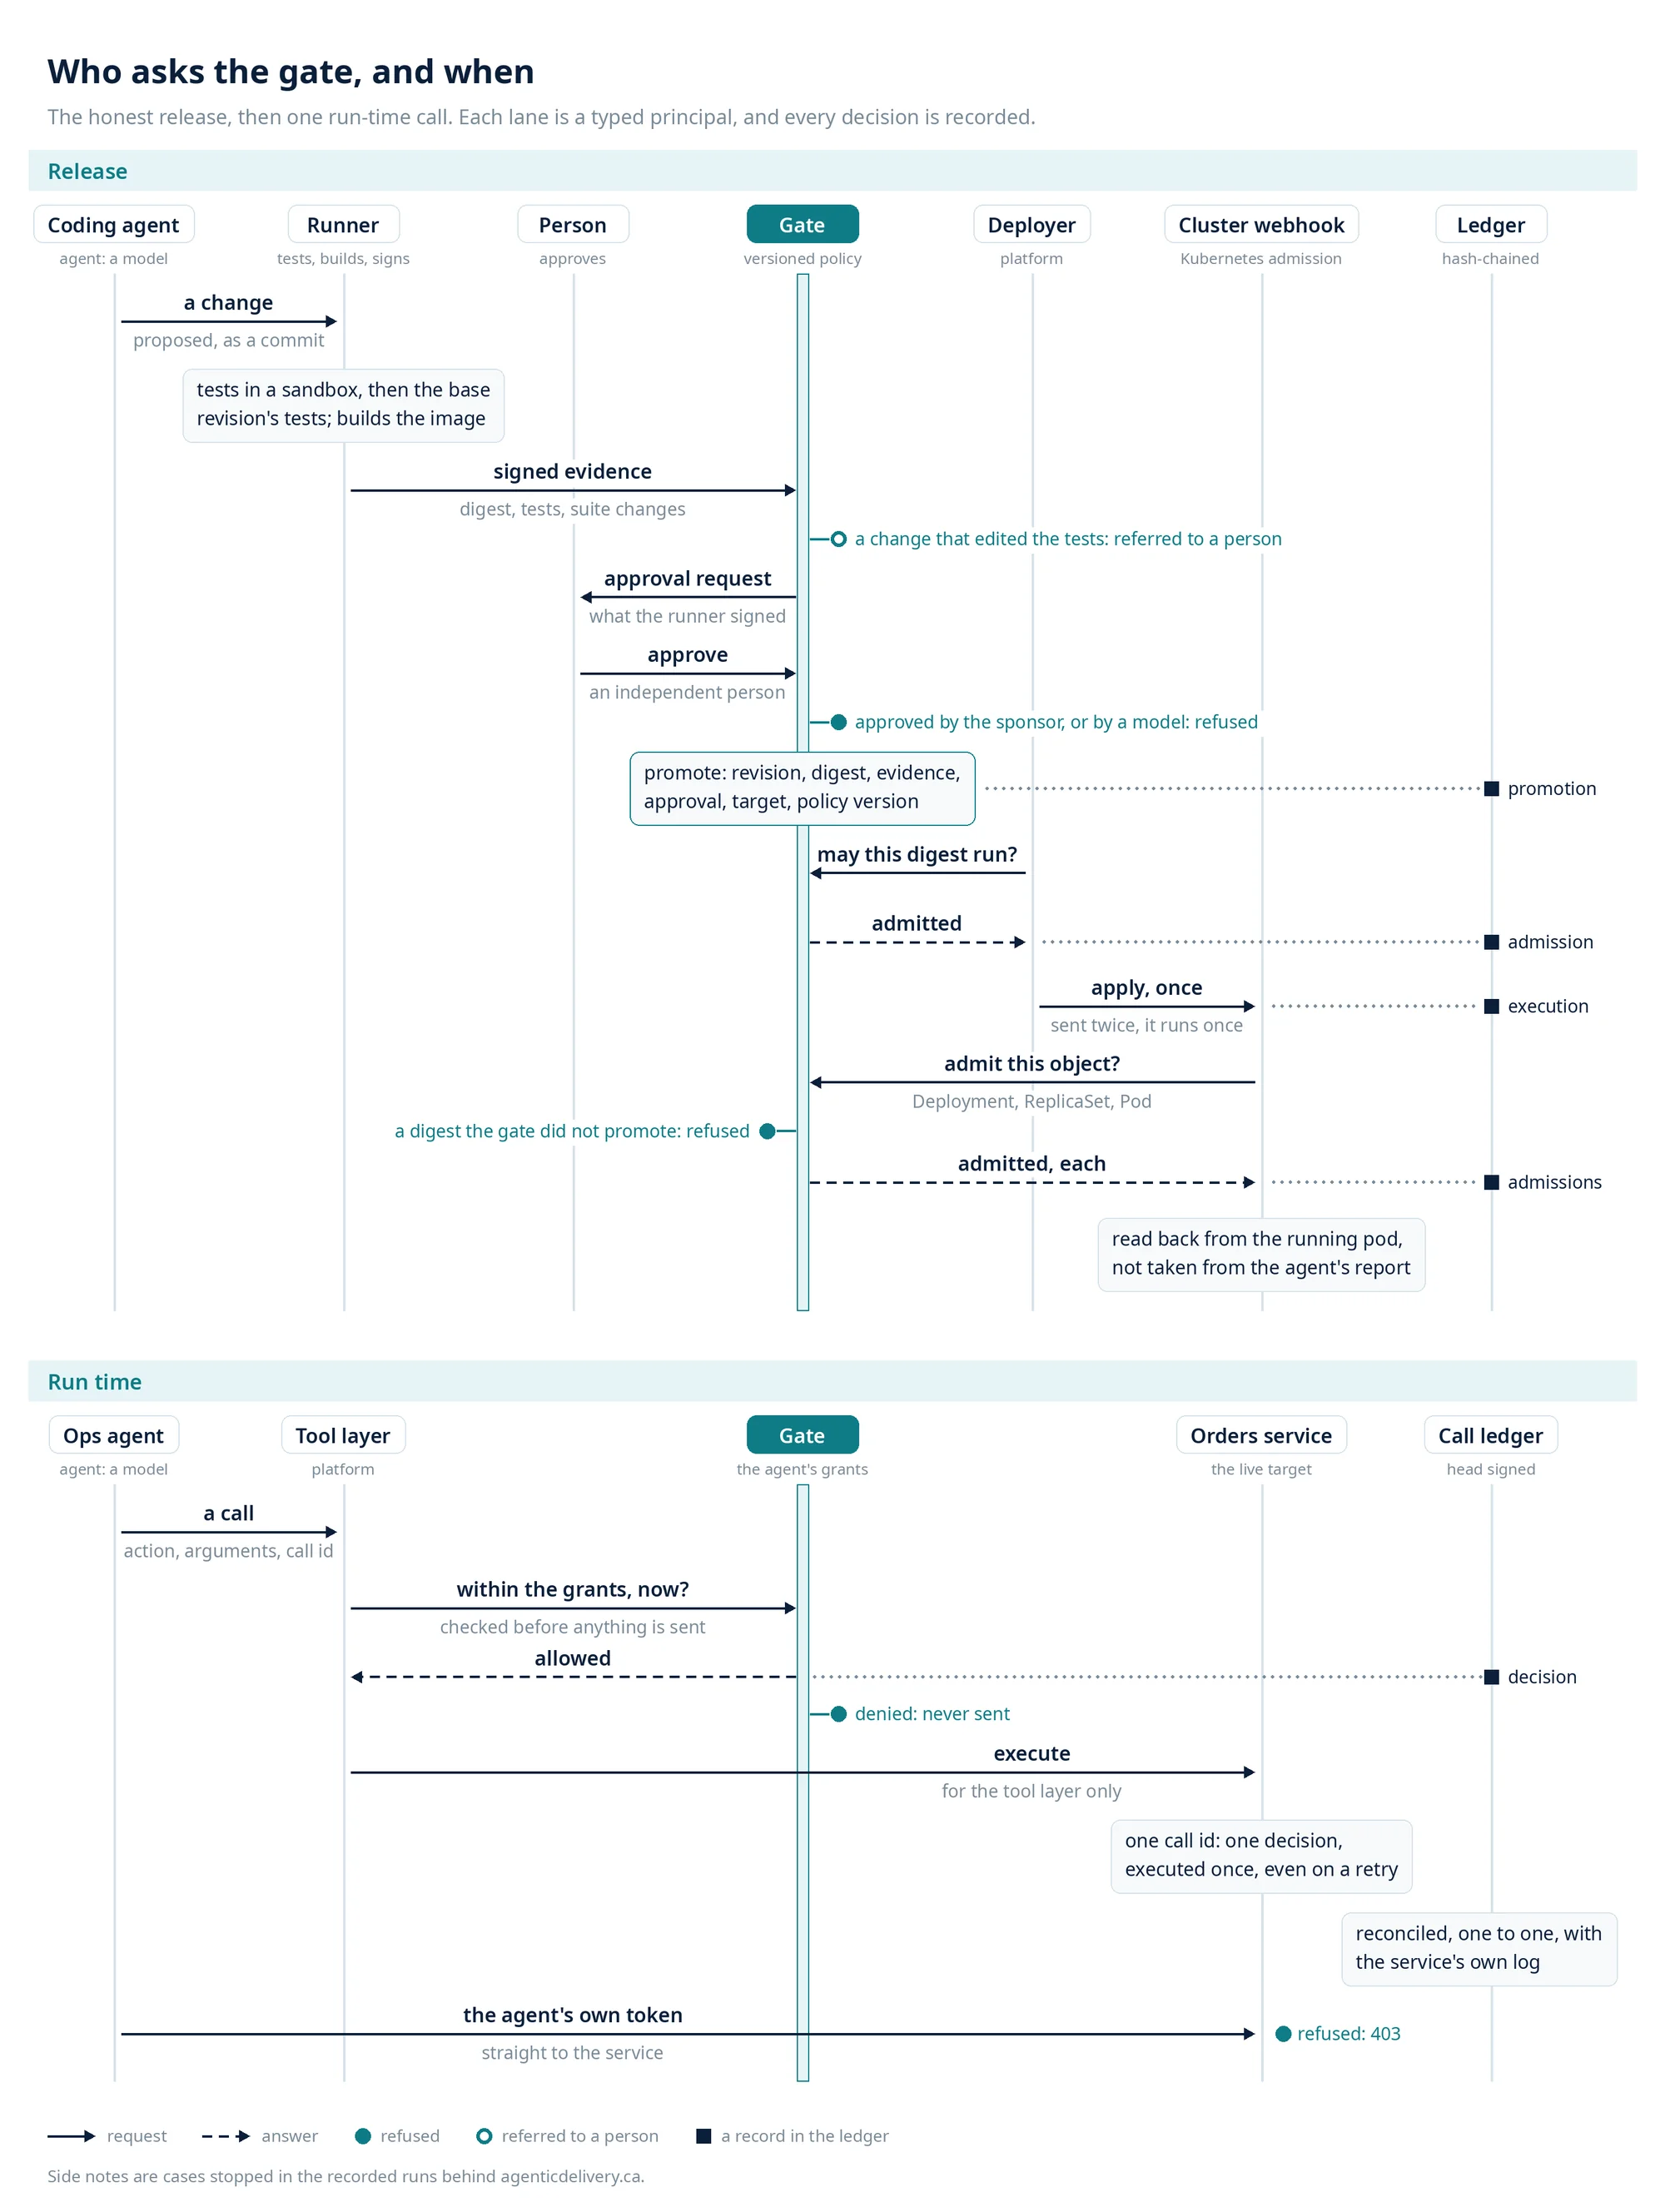 Who asks the gate, and when
The honest release, then one run-time call. Each lane is a typed principal, and every decision is recorded.
Release
Coding agent
agent: a model
Runner
tests, builds, signs
Person
approves
Gate
versioned policy
Deployer
platform
Cluster webhook
Kubernetes admission
Ledger
hash-chained
a change
proposed, as a commit
tests in a sandbox, then the base
revision's tests; builds the image
signed evidence
digest, tests, suite changes
a change that edited the tests: referred to a person
approval request
what the runner signed
approve
an independent person
approved by the sponsor, or by a model: refused
promote: revision, digest, evidence,
approval, target, policy version
promotion
may this digest run?
admitted
admission
apply, once
sent twice, it runs once
execution
admit this object?
Deployment, ReplicaSet, Pod
a digest the gate did not promote: refused
admitted, each
admissions
read back from the running pod,
not taken from the agent's report
Run time
Ops agent
agent: a model
Tool layer
platform
Gate
the agent's grants
Orders service
the live target
Call ledger
head signed
a call
action, arguments, call id
within the grants, now?
checked before anything is sent
allowed
decision
denied: never sent
execute
for the tool layer only
one call id: one decision,
executed once, even on a retry
reconciled, one to one, with
the service's own log
the agent's own token
straight to the service
refused: 403
request
answer
refused
referred to a person
a record in the ledger
Side notes are cases stopped in the recorded runs behind agenticdelivery.ca.